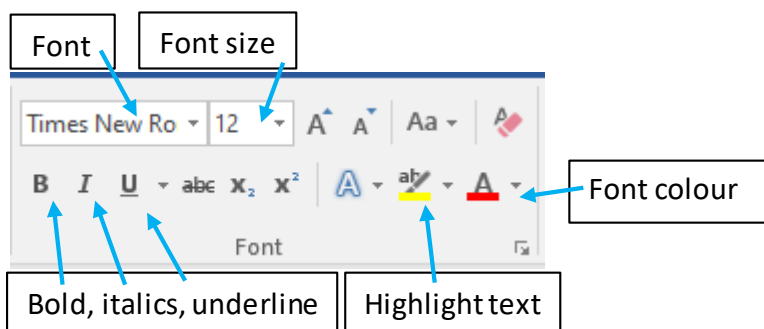 Font
Font size
Times New Ro 12 A A Aa A
B I U abc X₂ X² A ab A
Font colour
Font
Bold, italics, underline
Highlight text